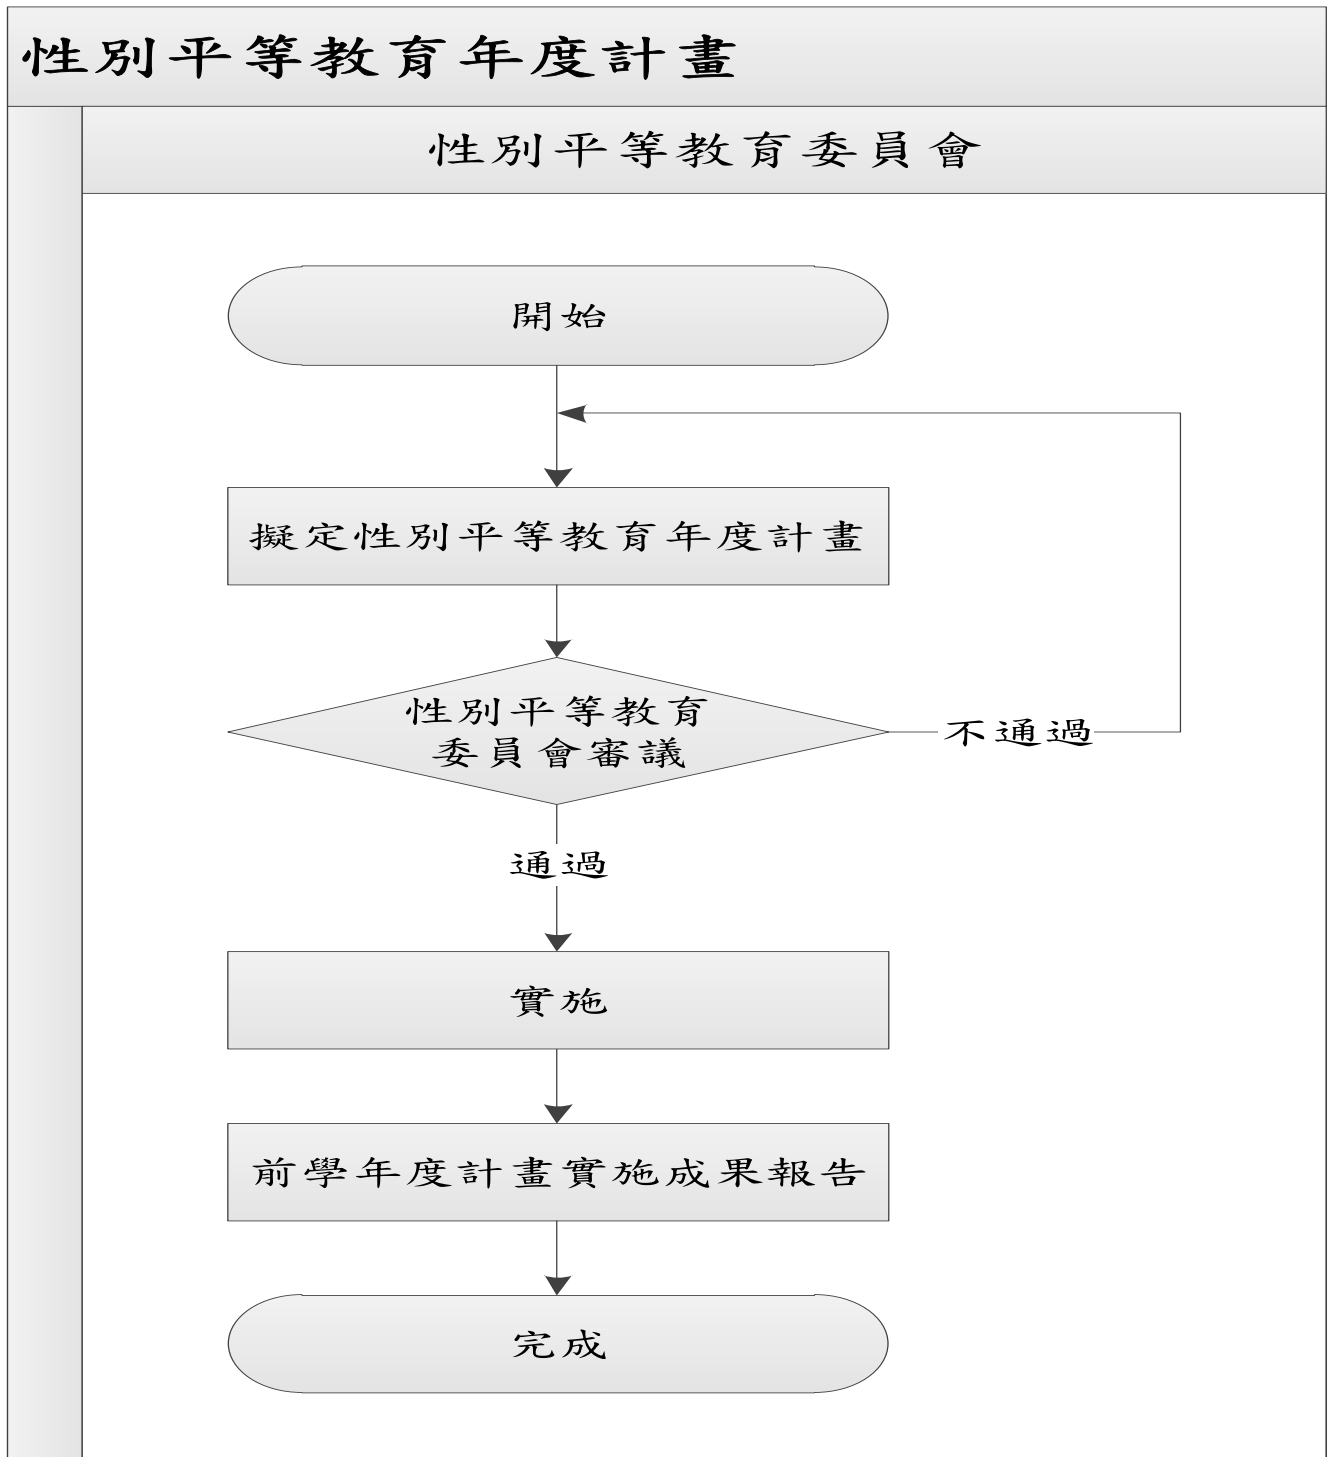 性別平等教育年度計畫
性別平等教育委員會
開始
擬定性別平等教育年度計畫
性別平等教育
委員會審議
不通過
通過
實施
前學年度計畫實施成果報告
完成